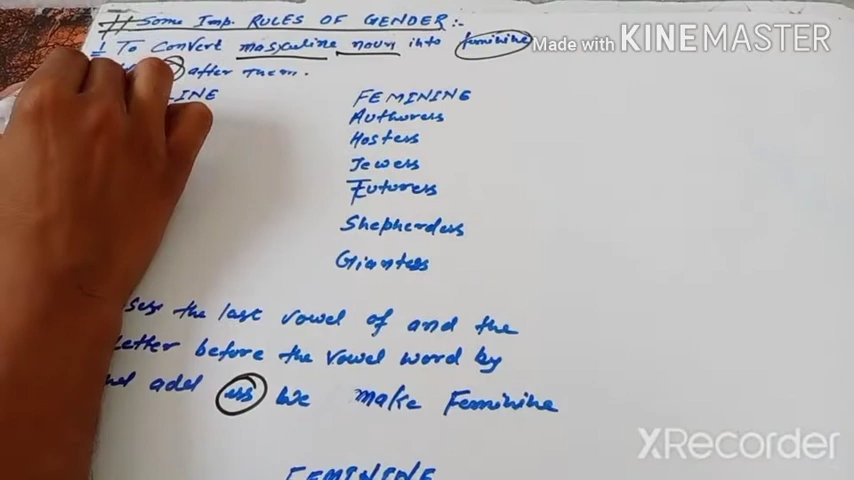 # Some Imp. RULES OF GENDER :-
1 To convert masculine noun into feminine
after them.
LINE FEMININE
Authoress
Hostess
Jewess
Tutoress
Shepherdess
Giantess
the last vowel of and the
letter before the vowel word by
add ess we make Feminine
FEMININE
Made with KINEMASTER
XRecorder